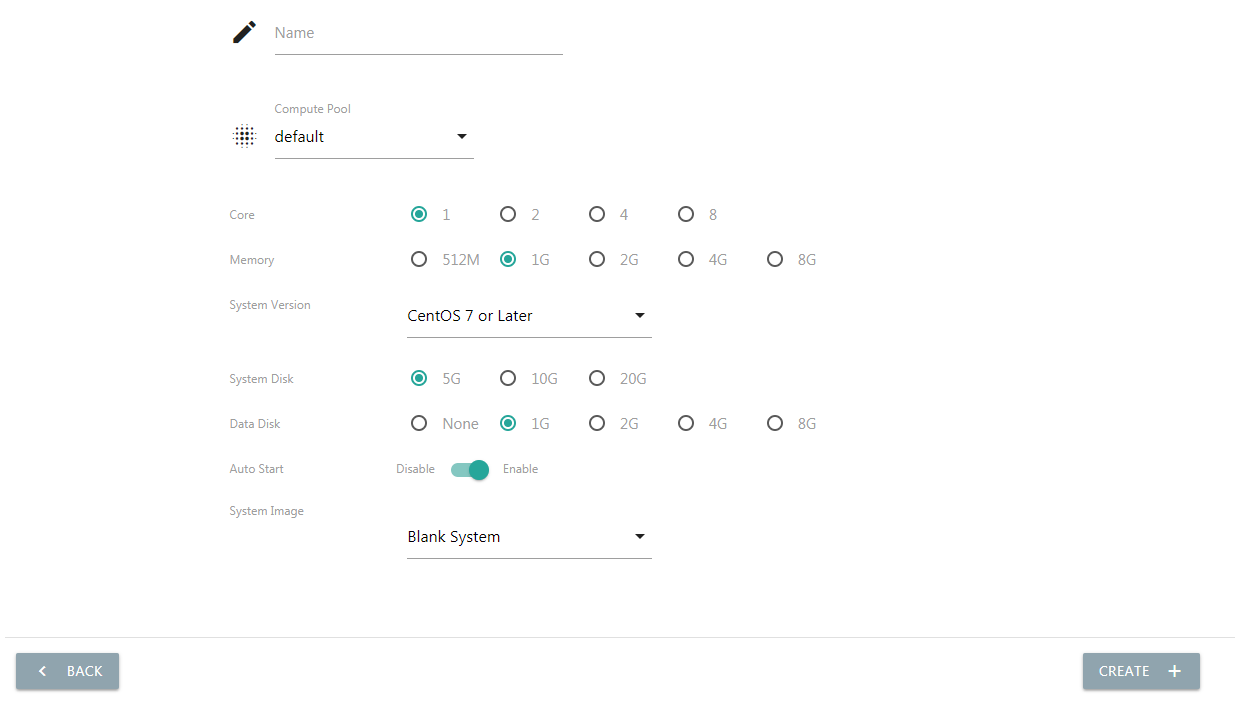 Name
Compute Pool
default
Core 1 2 4 8
Memory 512M 1G 2G 4G 8G
System Version
CentOS 7 or Later
System Disk 5G 10G 20G
Data Disk None 1G 2G 4G 8G
Auto Start Disable Enable
System Image
Blank System
BACK CREATE